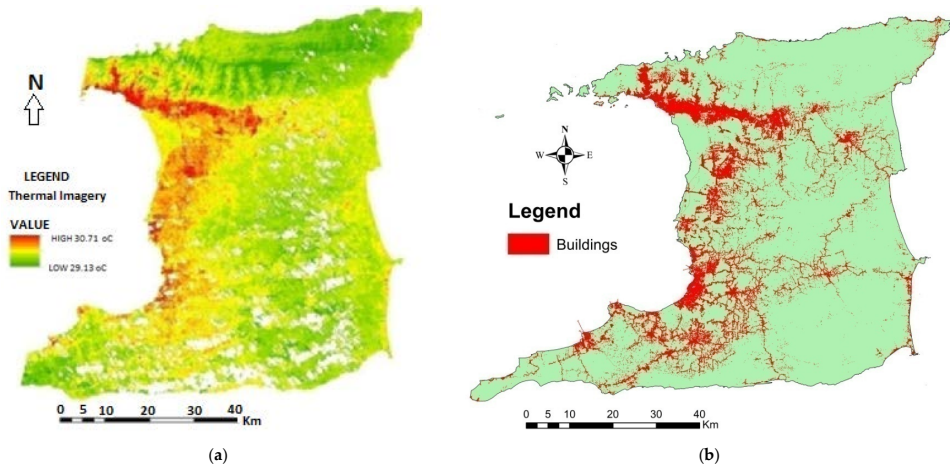 N
LEGEND
Thermal Imagery
VALUE
HIGH 30.71 oC
LOW 29.13 oC
0 5 10 20 30 40
Km
(a)
N
W E
S
Legend
Buildings
0 5 10 20 30 40
Km
(b)